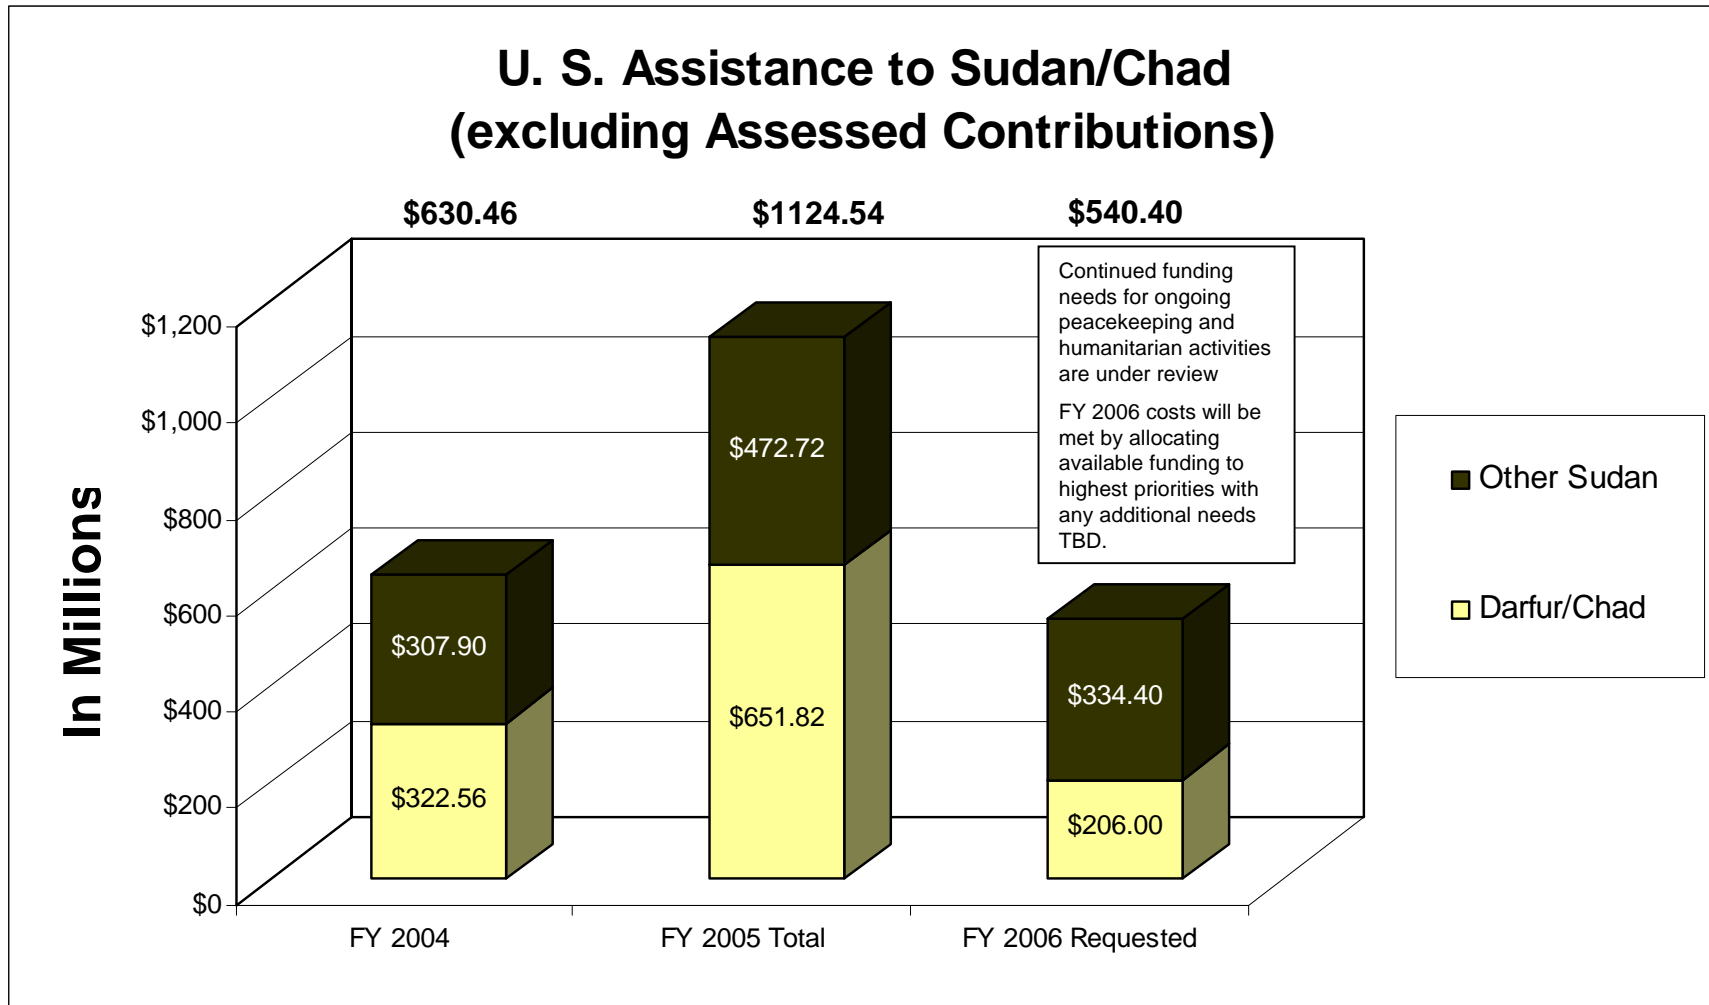 U. S. Assistance to Sudan/Chad
(excluding Assessed Contributions)
$630.46
$1124.54
$540.40
Continued funding
needs for ongoing
peacekeeping and
humanitarian activities
are under review
FY 2006 costs will be
met by allocating
available funding to
highest priorities with
any additional needs
TBD.
In Millions
$1,200
$1,000
$800
$600
$400
$200
$0
$307.90
$322.56
$472.72
$651.82
$334.40
$206.00
FY 2004
FY 2005 Total
FY 2006 Requested
Other Sudan
Darfur/Chad